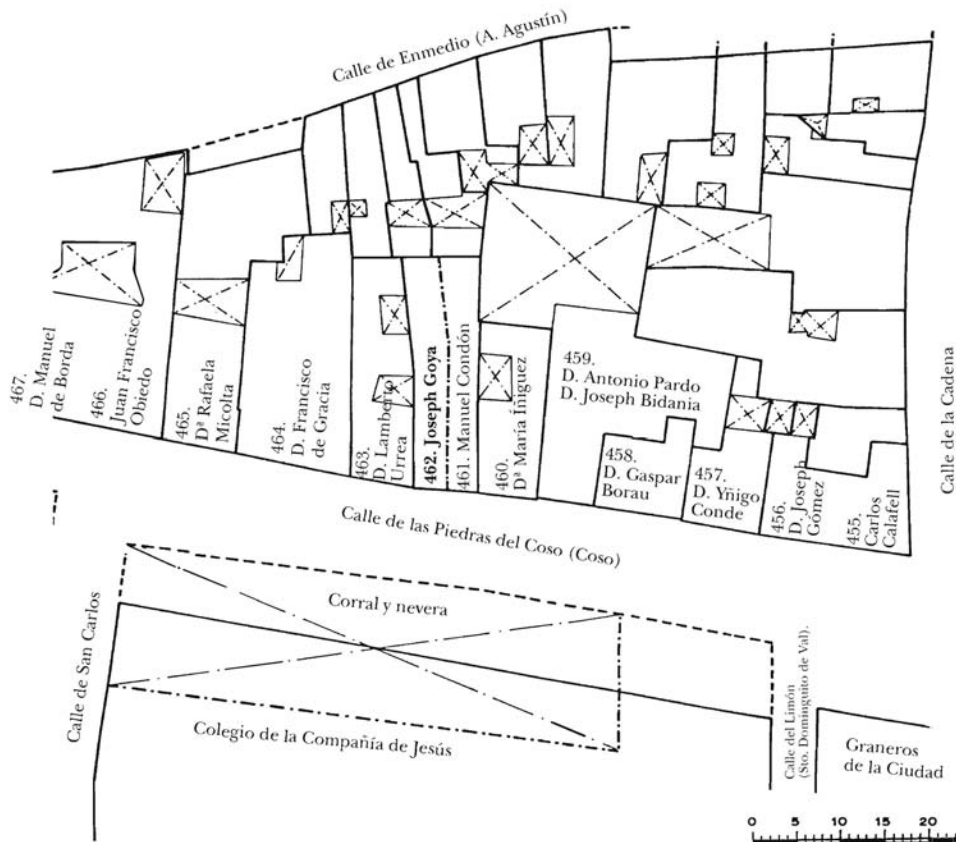 Calle de Enmedio (A. Agustín)
467.
D. Manuel
de Borda
466.
Juan Francisco
Obiedo
465.
Dª Rafaela
Micolta
464.
D. Francisco
de Gracia
463.
D. Lamberto
Urrea
462. Joseph Goya
461. Manuel Condón
460.
Dª María Íñiguez
459.
D. Antonio Pardo
D. Joseph Bidania
458.
D. Gaspar
Borau
457.
D. Yñigo
Conde
456.
D. Joseph
Gómez
455.
Carlos
Calafell
Calle de la Cadena
Calle de las Piedras del Coso (Coso)
Calle de San Carlos
Corral y nevera
Colegio de la Compañía de Jesús
Calle del Limón
(Sto. Dominguito de Val).
Graneros
de la Ciudad
0 5 10 15 20